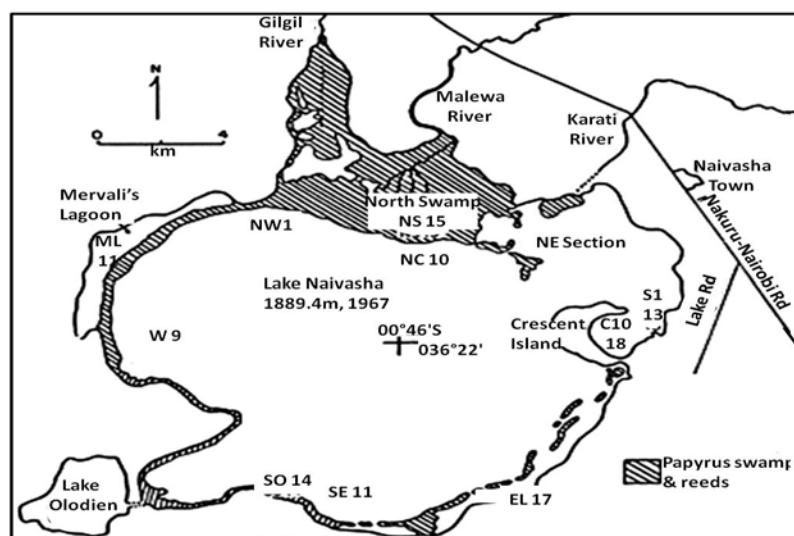 Gilgil
River
N
Malewa
River
Karati
River
0 4
km
Naivasha
Town
Mervali's
Lagoon
North Swamp
NS 15
Nakuru-Nairobi Rd
ML
11
NW1
NC 10
NE Section
Lake Naivasha
1889.4m, 1967
S1
13
Lake Rd
Crescent
Island
C10
18
W 9
00°46'S
036°22'
Papyrus swamp
& reeds
Lake
Olodien
SO 14
SE 11
EL 17